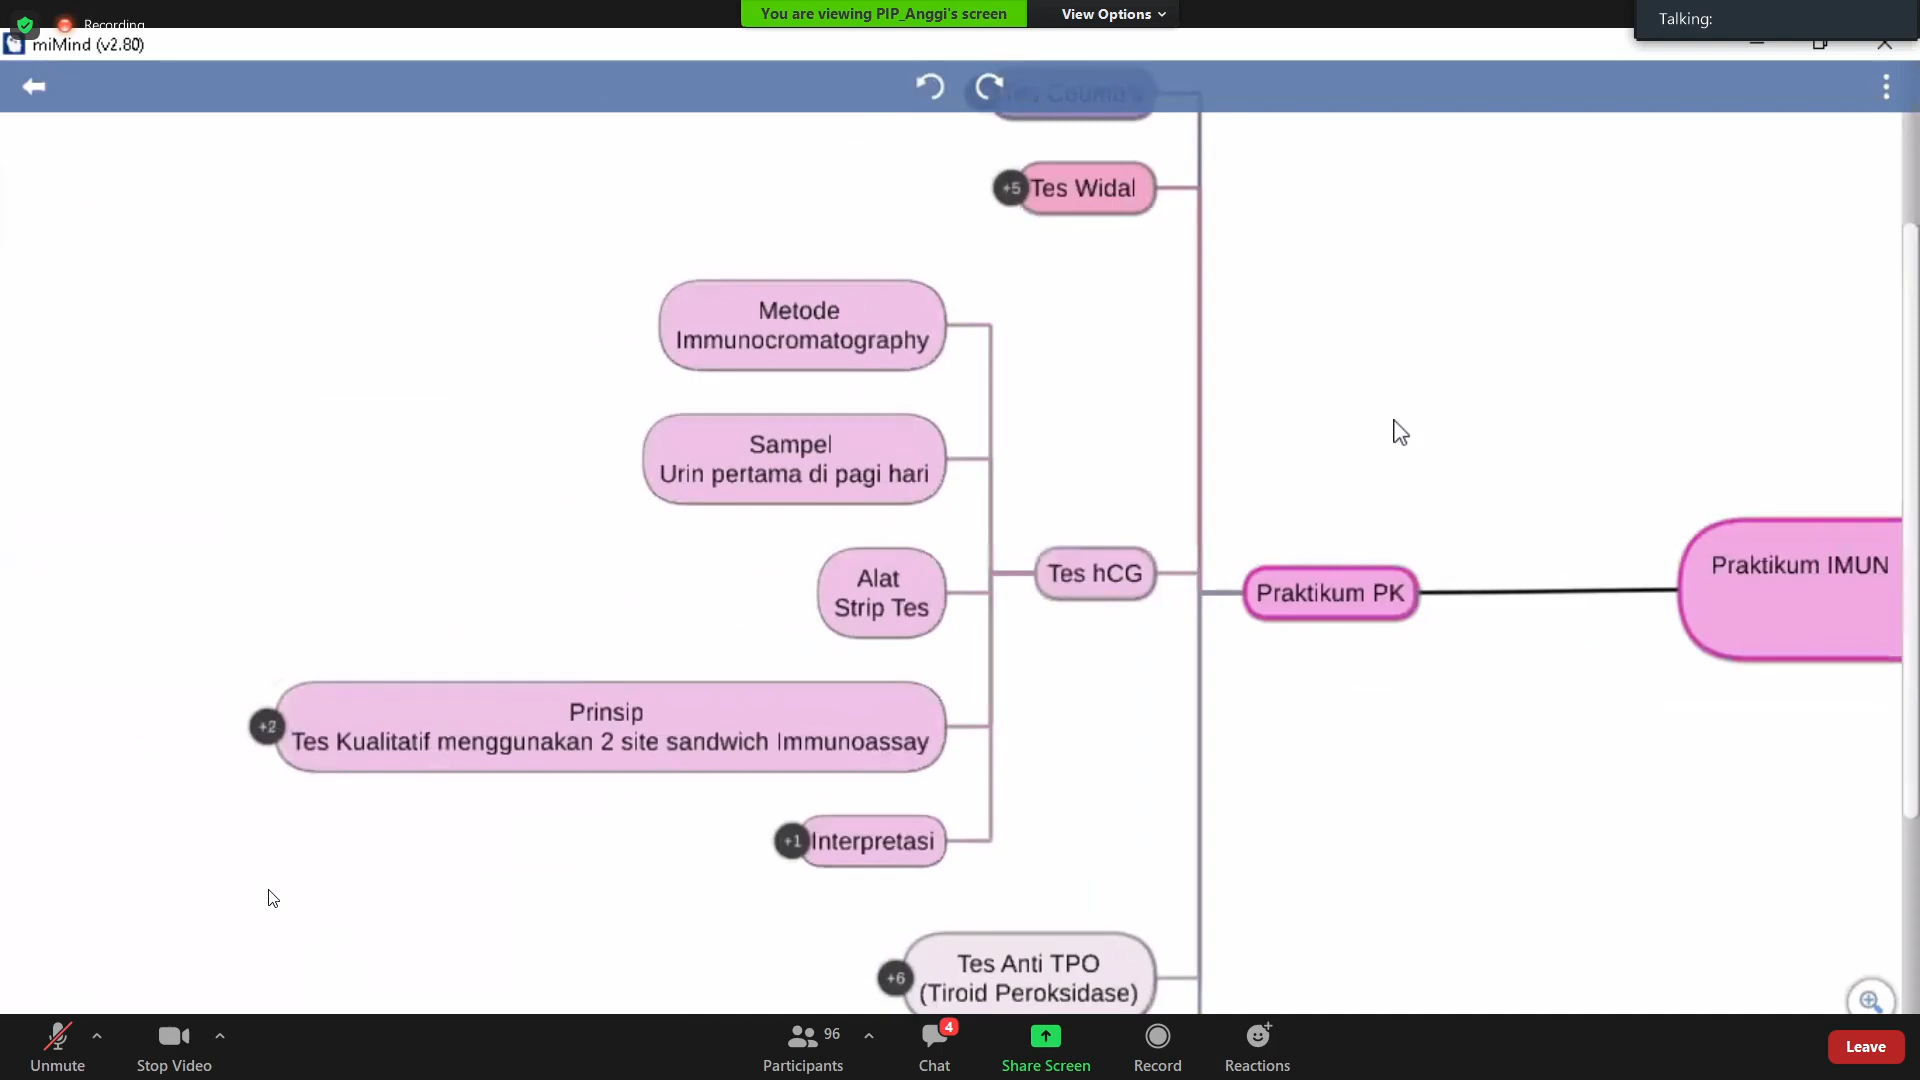 Recording
You are viewing PIP_Anggi's screen
View Options
Talking:
miMind (v2.80)
Tes Coumb's
+5
Tes Widal
Metode
Immunocromatography
Sampel
Urin pertama di pagi hari
Alat
Strip Tes
Tes hCG
Praktikum PK
Praktikum IMUN
+2
Prinsip
Tes Kualitatif menggunakan 2 site sandwich Immunoassay
+1
Interpretasi
+6
Tes Anti TPO
(Tiroid Peroksidase)
Unmute
Stop Video
96
Participants
4
Chat
Share Screen
Record
Reactions
Leave